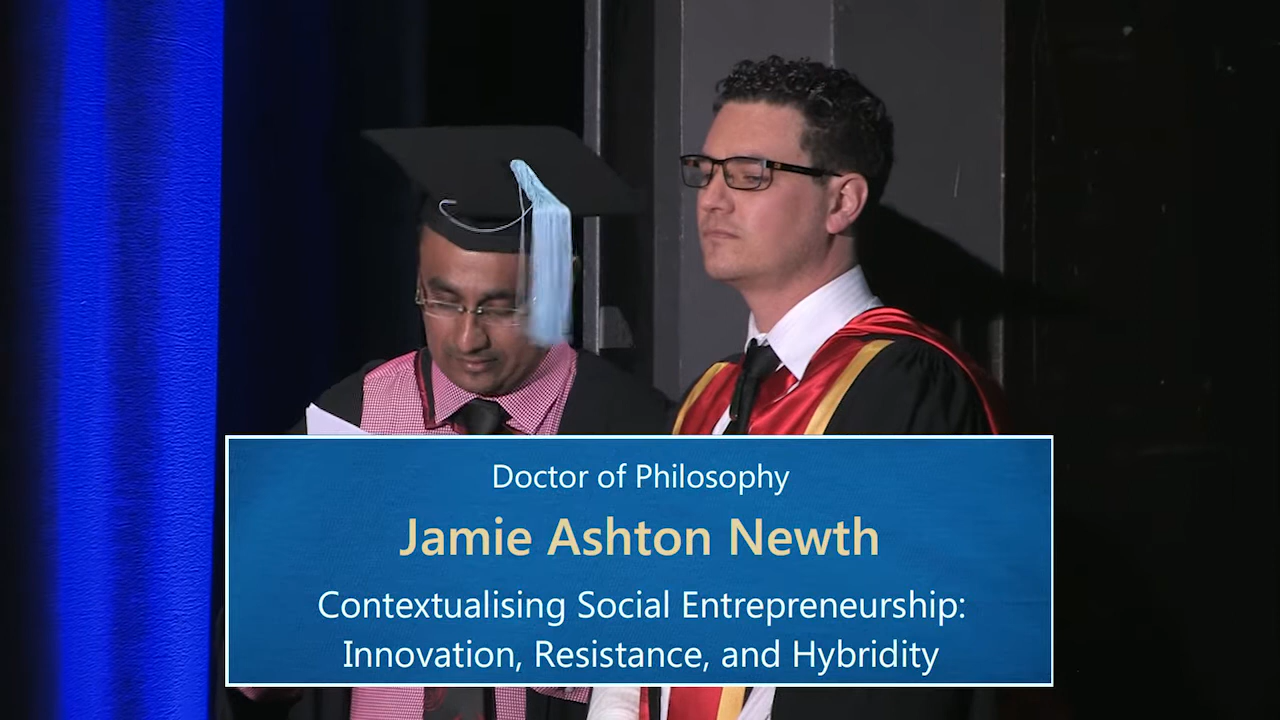 Doctor of Philosophy
Jamie Ashton Newth
Contextualising Social Entrepreneurship:
Innovation, Resistance, and Hybridity